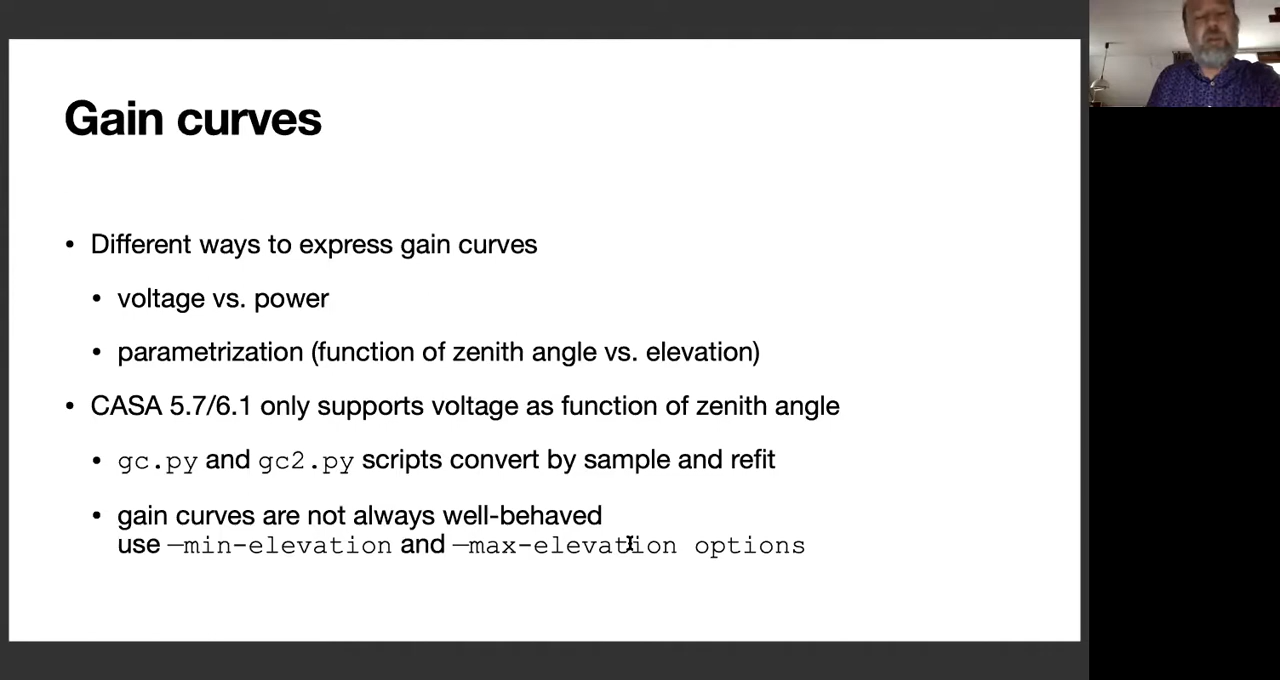 Gain curves
• Different ways to express gain curves
• voltage vs. power
• parametrization (function of zenith angle vs. elevation)
• CASA 5.7/6.1 only supports voltage as function of zenith angle
• gc.py and gc2.py scripts convert by sample and refit
• gain curves are not always well-behaved
use —min-elevation and —max-elevation options